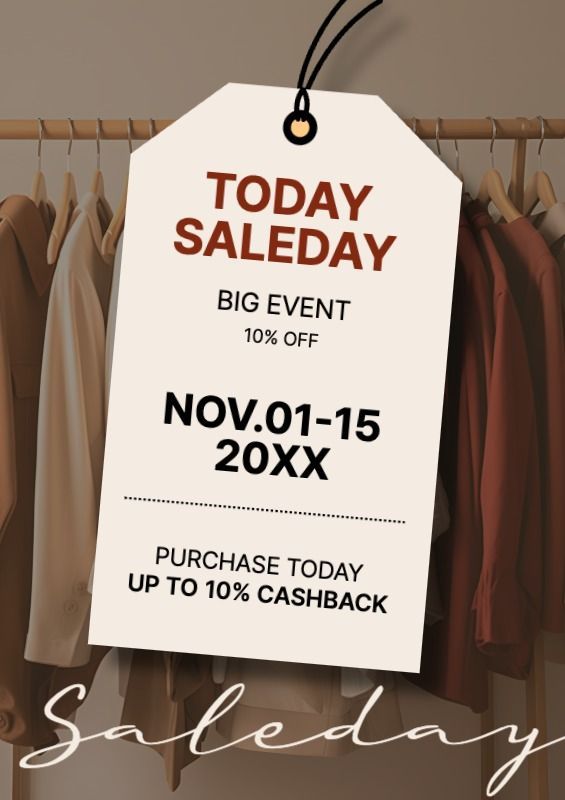 TODAY
SALEDAY
BIG EVENT
10% OFF
NOV.01-15
20XX
PURCHASE TODAY
UP TO 10% CASHBACK
Saleday